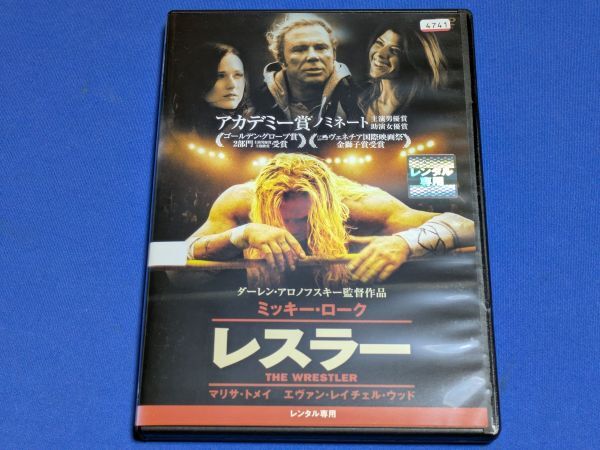 4741
アカデミー賞ノミネート 主演男優賞
助演女優賞
ゴールデン・グローブ賞
2部門 受賞
ヴェネチア国際映画祭
金獅子賞受賞
レンタル
専用
ダーレン・アロノフスキー監督作品
ミッキー・ローク
レスラー
THE WRESTLER
マリサ・トメイ エヴァン・レイチェル・ウッド
レンタル専用